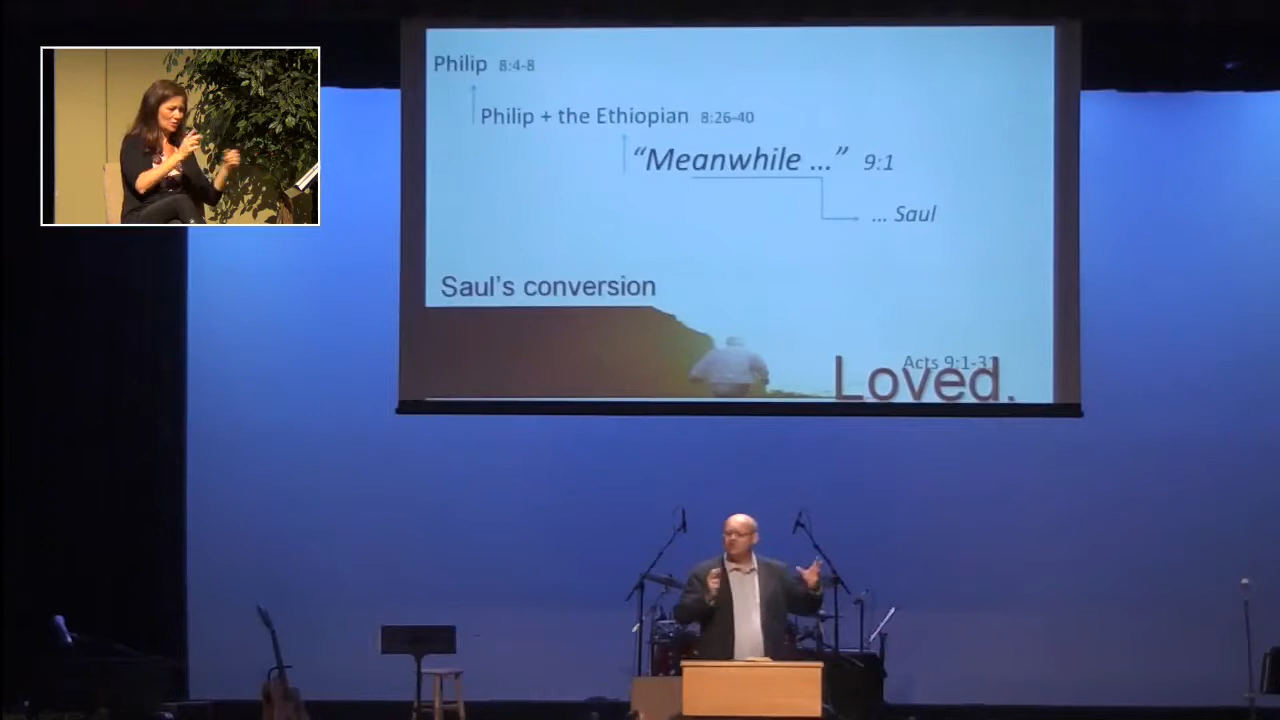 Philip 8:4-8
Philip + the Ethiopian 8:26-40
“Meanwhile ...” 9:1
... Saul
Saul's conversion
Acts 9:1-31
Loved.